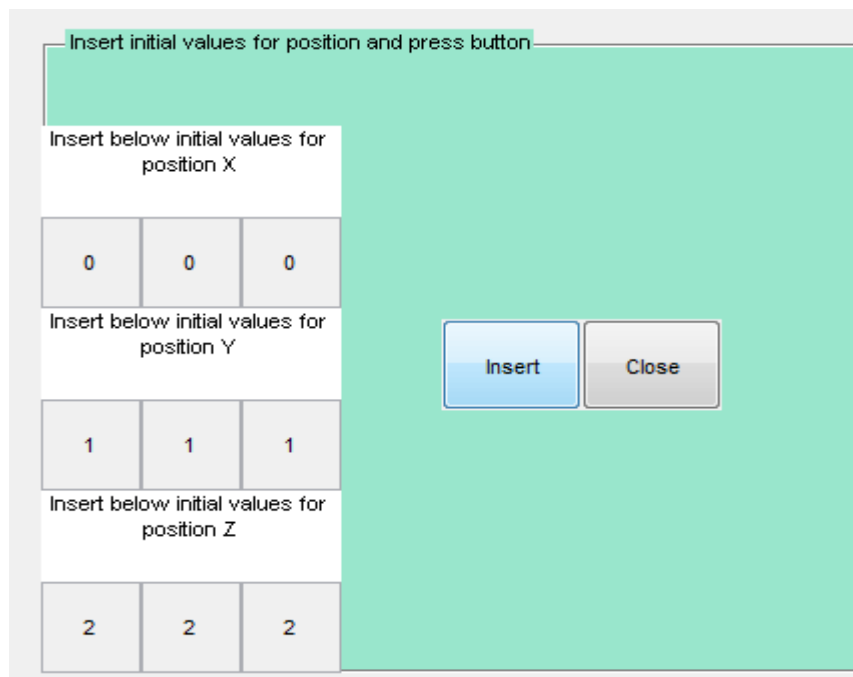 Insert initial values for position and press button
Insert below initial values for
position X
0 0 0
Insert below initial values for
position Y
1 1 1
Insert Close
Insert below initial values for
position Z
2 2 2